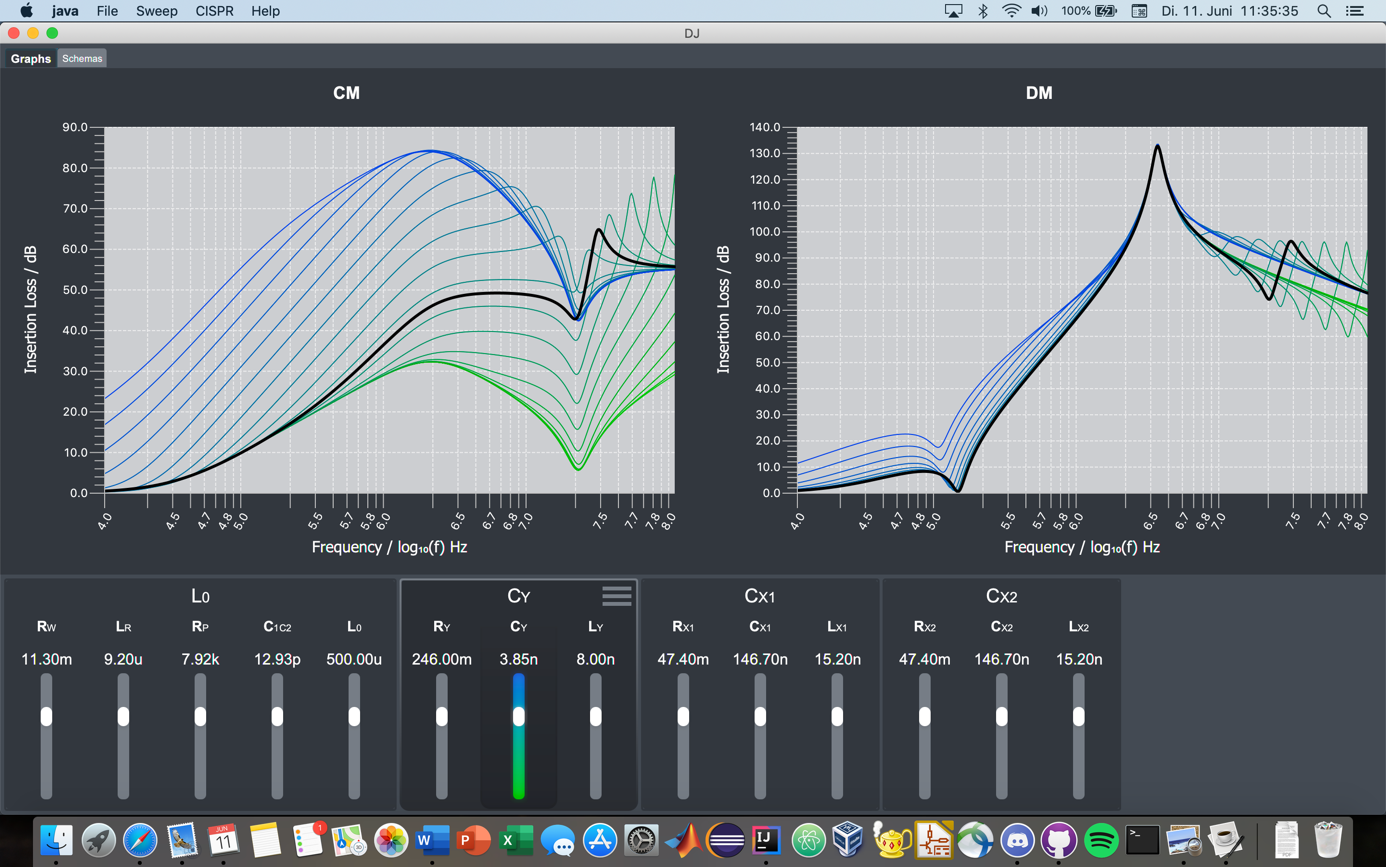 java File Sweep CISPR Help 100% Di. 11. Juni 11:35:35
DJ
Graphs Schemas
CM
90.0
80.0
70.0
60.0
50.0
40.0
30.0
20.0
10.0
0.0
Insertion Loss / dB
4.0 4.5 4.7 4.8 5.0 5.5 5.7 5.8 6.0 6.5 6.7 6.8 7.0 7.5 7.7 7.8 8.0
Frequency / log₁₀(f) Hz
DM
140.0
130.0
120.0
110.0
100.0
90.0
80.0
70.0
60.0
50.0
40.0
30.0
20.0
10.0
0.0
Insertion Loss / dB
4.0 4.5 4.7 4.8 5.0 5.5 5.7 5.8 6.0 6.5 6.7 6.8 7.0 7.5 7.7 7.8 8.0
Frequency / log₁₀(f) Hz
L0
RW LR RP C1C2 L0
11.30m 9.20u 7.92k 12.93p 500.00u
CY
RY CY LY
246.00m 3.85n 8.00n
CX1
RX1 CX1 LX1
47.40m 146.70n 15.20n
CX2
RX2 CX2 LX2
47.40m 146.70n 15.20n
JUN
11
1
3D
W P X IJ
>_